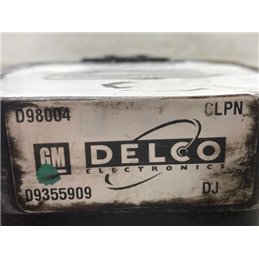 D98004 CLPN
GM DELCO
ELECTRONICS
D9355909 DJ